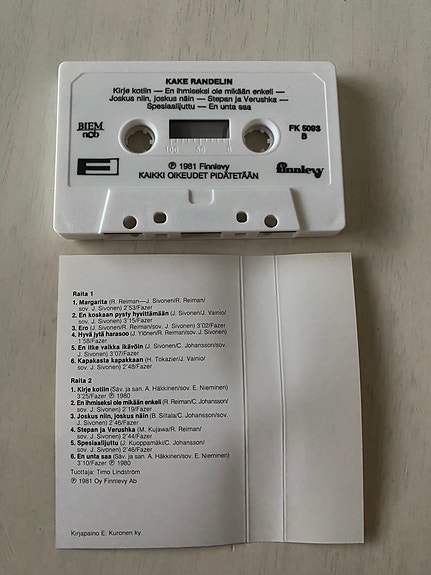 KAKE RANDELIN
Kirje kotiin — En ihmiseksi ole mikään enkeli —
Joskus niin, joskus näin — Stepan ja Verushka —
Spesiaalijuttu — En unta saa
BIEM
ncb
FK 5093
B
100 50 0
℗ 1981 Finnlevy
KAIKKI OIKEUDET PIDÄTETÄÄN
finnlevy
Raita 1
1. Margarita (R. Reiman—J. Sivonen/R. Reiman/
sov. J. Sivonen) 2'53/Fazer
2. En koskaan pysty hyvittämään (J. Sivonen/J. Vainio/
sov. J. Sivonen) 3'15/Fazer
3. Ero (J. Sivonen/R. Reiman/sov. J. Sivonen) 3'02/Fazer
4. Hyvä jytä harasoo (J. Ylönen/R. Reiman/sov. J. Sivonen)
1'58/Fazer
5. En itke vaikka ikävöin (J. Sivonen/C. Johansson/sov.
J. Sivonen) 3'07/Fazer
6. Kapakasta kapakkaan (H. Tokazier/J. Vainio/
sov. J. Sivonen) 2'48/Fazer
Raita 2
1. Kirje kotiin (Säv. ja san. A. Häkkinen/sov. E. Nieminen)
3'25/Fazer ℗ 1980
2. En ihmiseksi ole mikään enkeli (R. Reiman/C. Johansson/
sov. J. Sivonen) 2'19/Fazer
3. Joskus niin, joskus näin (B. Siltala/C. Johansson/sov.
J. Sivonen) 2'46/Fazer
4. Stepan ja Verushka (M. Kujawa/R. Reiman/
sov. J. Sivonen) 2'44/Fazer
5. Spesiaalijuttu (J. Kuoppamäki/C. Johansson/
sov. J. Sivonen) 2'46/Fazer
6. En unta saa (Säv. ja san. A. Häkkinen/sov. E. Nieminen)
3'10/Fazer ℗ 1980
Tuottaja: Timo Lindström
℗ 1981 Oy Finnlevy Ab
Kirjapaino E. Kuronen ky.